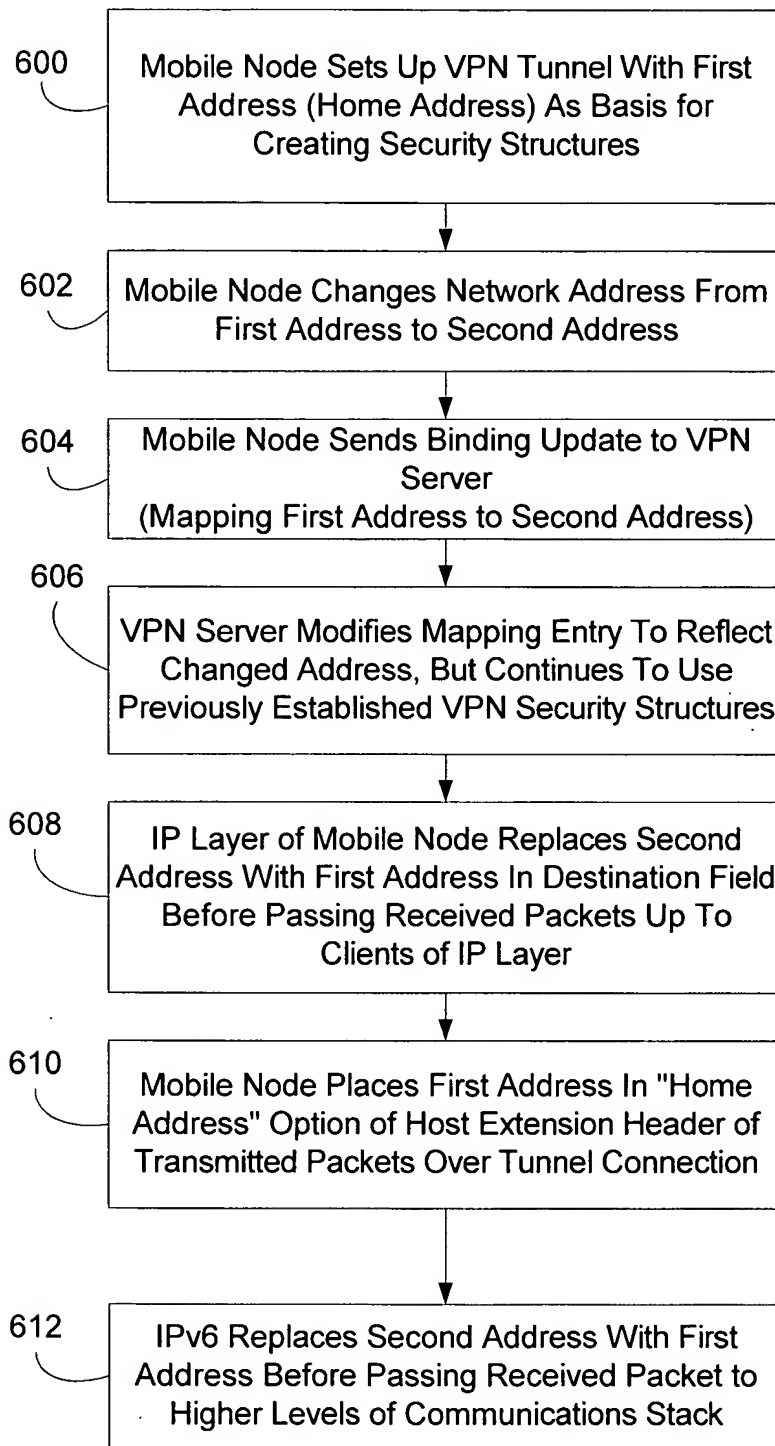 600
Mobile Node Sets Up VPN Tunnel With First
Address (Home Address) As Basis for
Creating Security Structures
602
Mobile Node Changes Network Address From
First Address to Second Address
604
Mobile Node Sends Binding Update to VPN
Server
(Mapping First Address to Second Address)
606
VPN Server Modifies Mapping Entry To Reflect
Changed Address, But Continues To Use
Previously Established VPN Security Structures
608
IP Layer of Mobile Node Replaces Second
Address With First Address In Destination Field
Before Passing Received Packets Up To
Clients of IP Layer
610
Mobile Node Places First Address In "Home
Address" Option of Host Extension Header of
Transmitted Packets Over Tunnel Connection
612
IPv6 Replaces Second Address With First
Address Before Passing Received Packet to
Higher Levels of Communications Stack